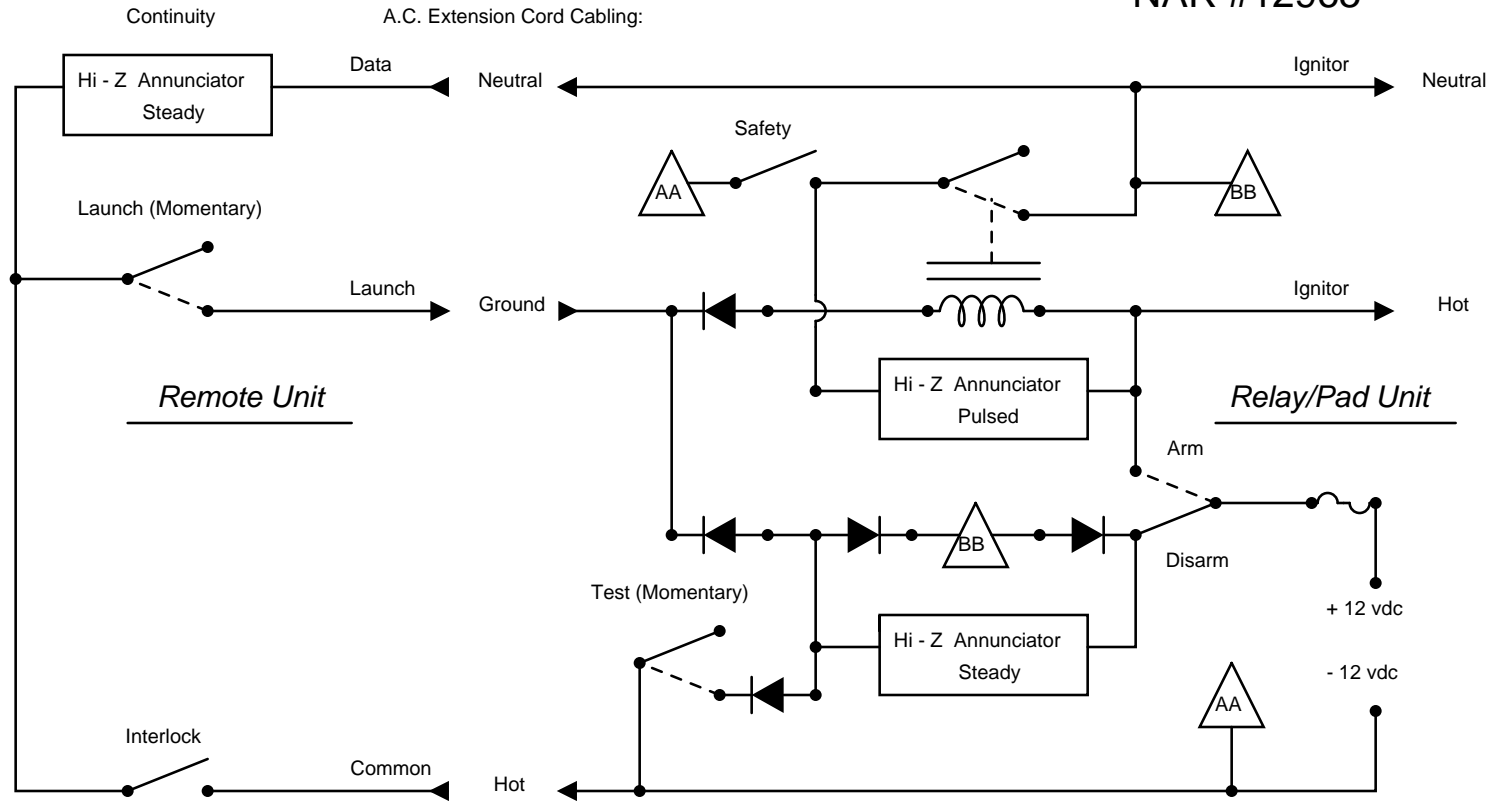 NAR #12968
Continuity
A.C. Extension Cord Cabling:
Hi - Z Annunciator
Steady
Data
Neutral
Ignitor
Neutral
Safety
AA
BB
Launch (Momentary)
Launch
Ground
Ignitor
Hot
Remote Unit
Hi - Z Annunciator
Pulsed
Relay/Pad Unit
Arm
BB
Disarm
Test (Momentary)
+ 12 vdc
Hi - Z Annunciator
Steady
- 12 vdc
AA
Interlock
Common
Hot